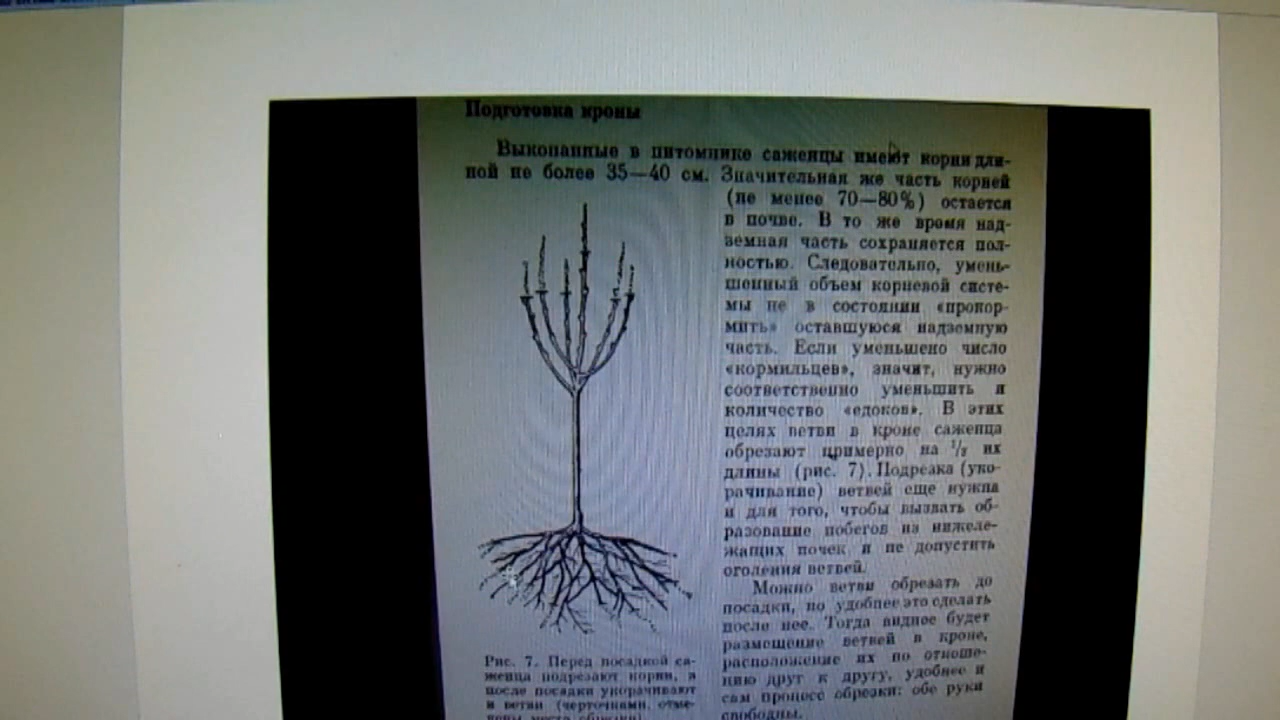 Подготовка кроны
Выкопанные в питомнике саженцы имеют корни дли-
ной не более 35—40 см. Значительная же часть корней
(не менее 70—80%) остается
в почве. В то же время над-
земная часть сохраняется пол-
ностью. Следовательно, умень-
шенный объем корневой систе-
мы не в состоянии «прокор-
мить» оставшуюся надземную
часть. Если уменьшено число
«кормильцев», значит, нужно
соответственно уменьшить и
количество «едоков». В этих
целях ветви в кроне саженца
обрезают примерно на их
длины (рис. 7). Подрезка (уко-
рачивание) ветвей еще нужна
и для того, чтобы вызвать об-
разование побегов из нижеле-
жащих почек и не допустить
оголения ветвей.
Можно ветви обрезать до
посадки, но удобнее это сделать
после нее. Тогда виднее будет
размещение ветвей в кроне,
расположение их по отноше-
нию друг к другу, удобнее и
сам процесс обрезки: обе руки
свободны.
Рис. 7. Перед посадкой са-
женца подрезают корни, а
после посадки укорачивают
и ветви (черточками отме-
чены места обрезки)